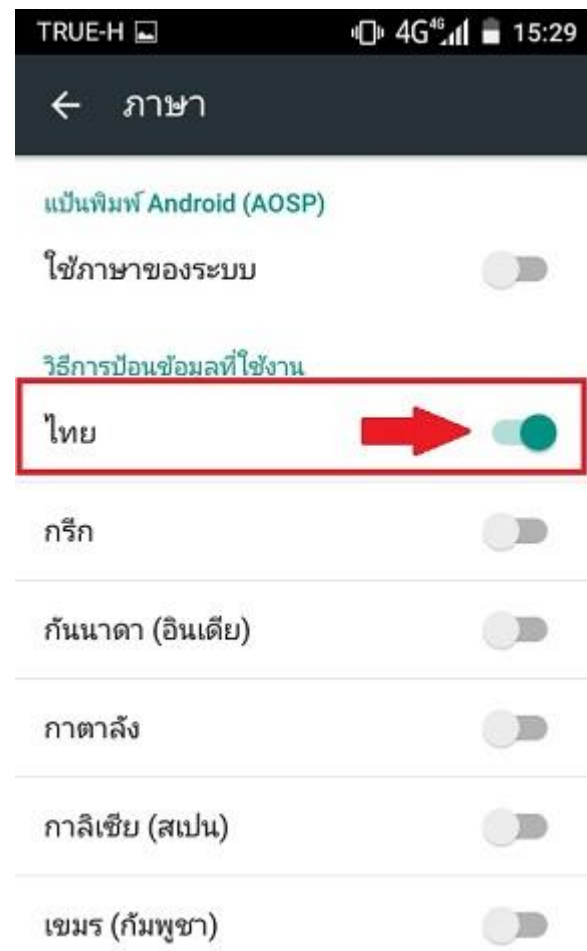 TRUE-H 4G⁴ᴳ 15:29
ภาษา
แป้นพิมพ์ Android (AOSP)
ใช้ภาษาของระบบ
วิธีการป้อนข้อมูลที่ใช้งาน
ไทย
กรีก
กันนาดา (อินเดีย)
กาตาลัง
กาลิเซีย (สเปน)
เขมร (กัมพูชา)